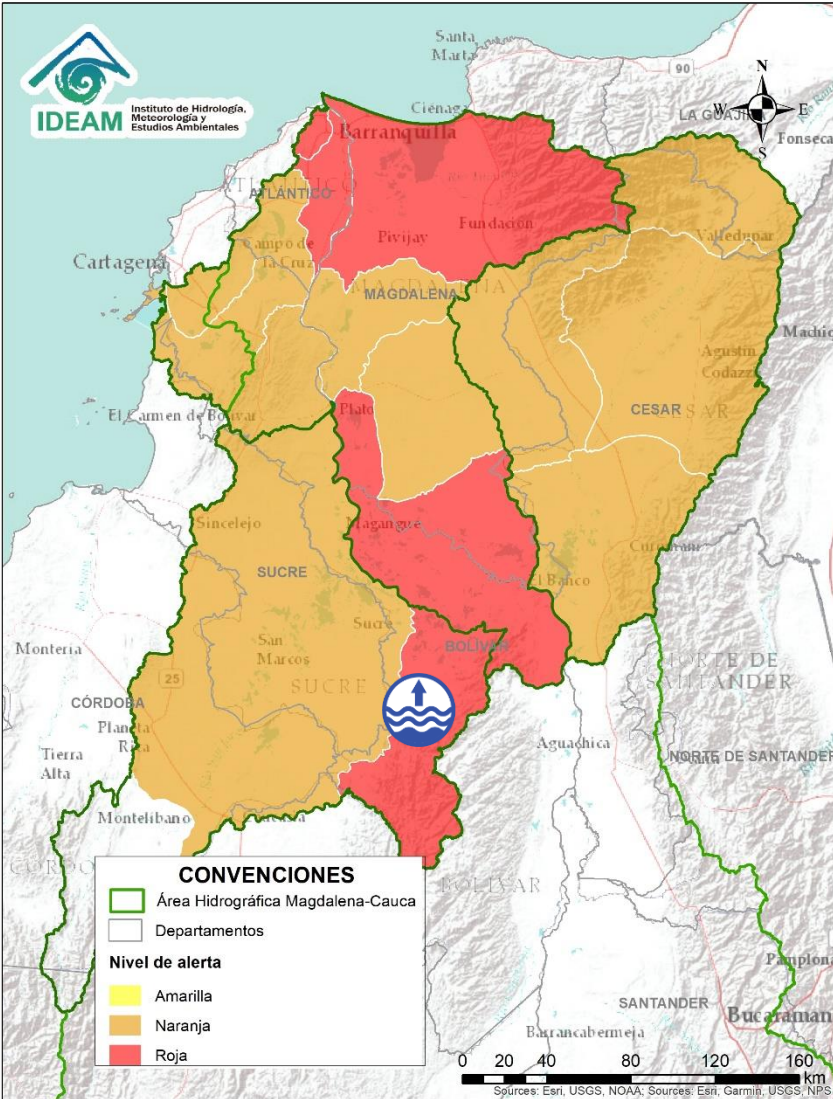 Santa
Marta
90
IDEAM
Instituto de Hidrología,
Meteorología y
Estudios Ambientales
Ciénaga
N
W
E
S
LA GUAJIRA
Fonseca
Barranquilla
ATLÁNTICO
Pivijay
Fundación
Valledupar
Campo de
la Cruz
Cartagena
MAGDALENA
MAGDALENA
Agustín
Codazzi
CESAR
CESAR
El Carmen de Bolívar
Plato
Sincelejo
Magangué
El Banco
SUCRE
Sucre
BOLÍVAR
San
Marcos
SUCRE
Montería
25
CÓRDOBA
Planeta
Rica
NORTE DE
SANTANDER
Aguachica
NORTE DE SANTANDER
Tierra
Alta
Montelíbano
BOLÍVAR
CONVENCIONES
Área Hidrográfica Magdalena-Cauca
Departamentos
Nivel de alerta
Amarilla
Naranja
Roja
Pamplona
SANTANDER
Bucaraman
Barrancabermeja
0 20 40 80 120 160
km
Sources: Esri, USGS, NOAA; Sources: Esri, Garmin, USGS, NPS